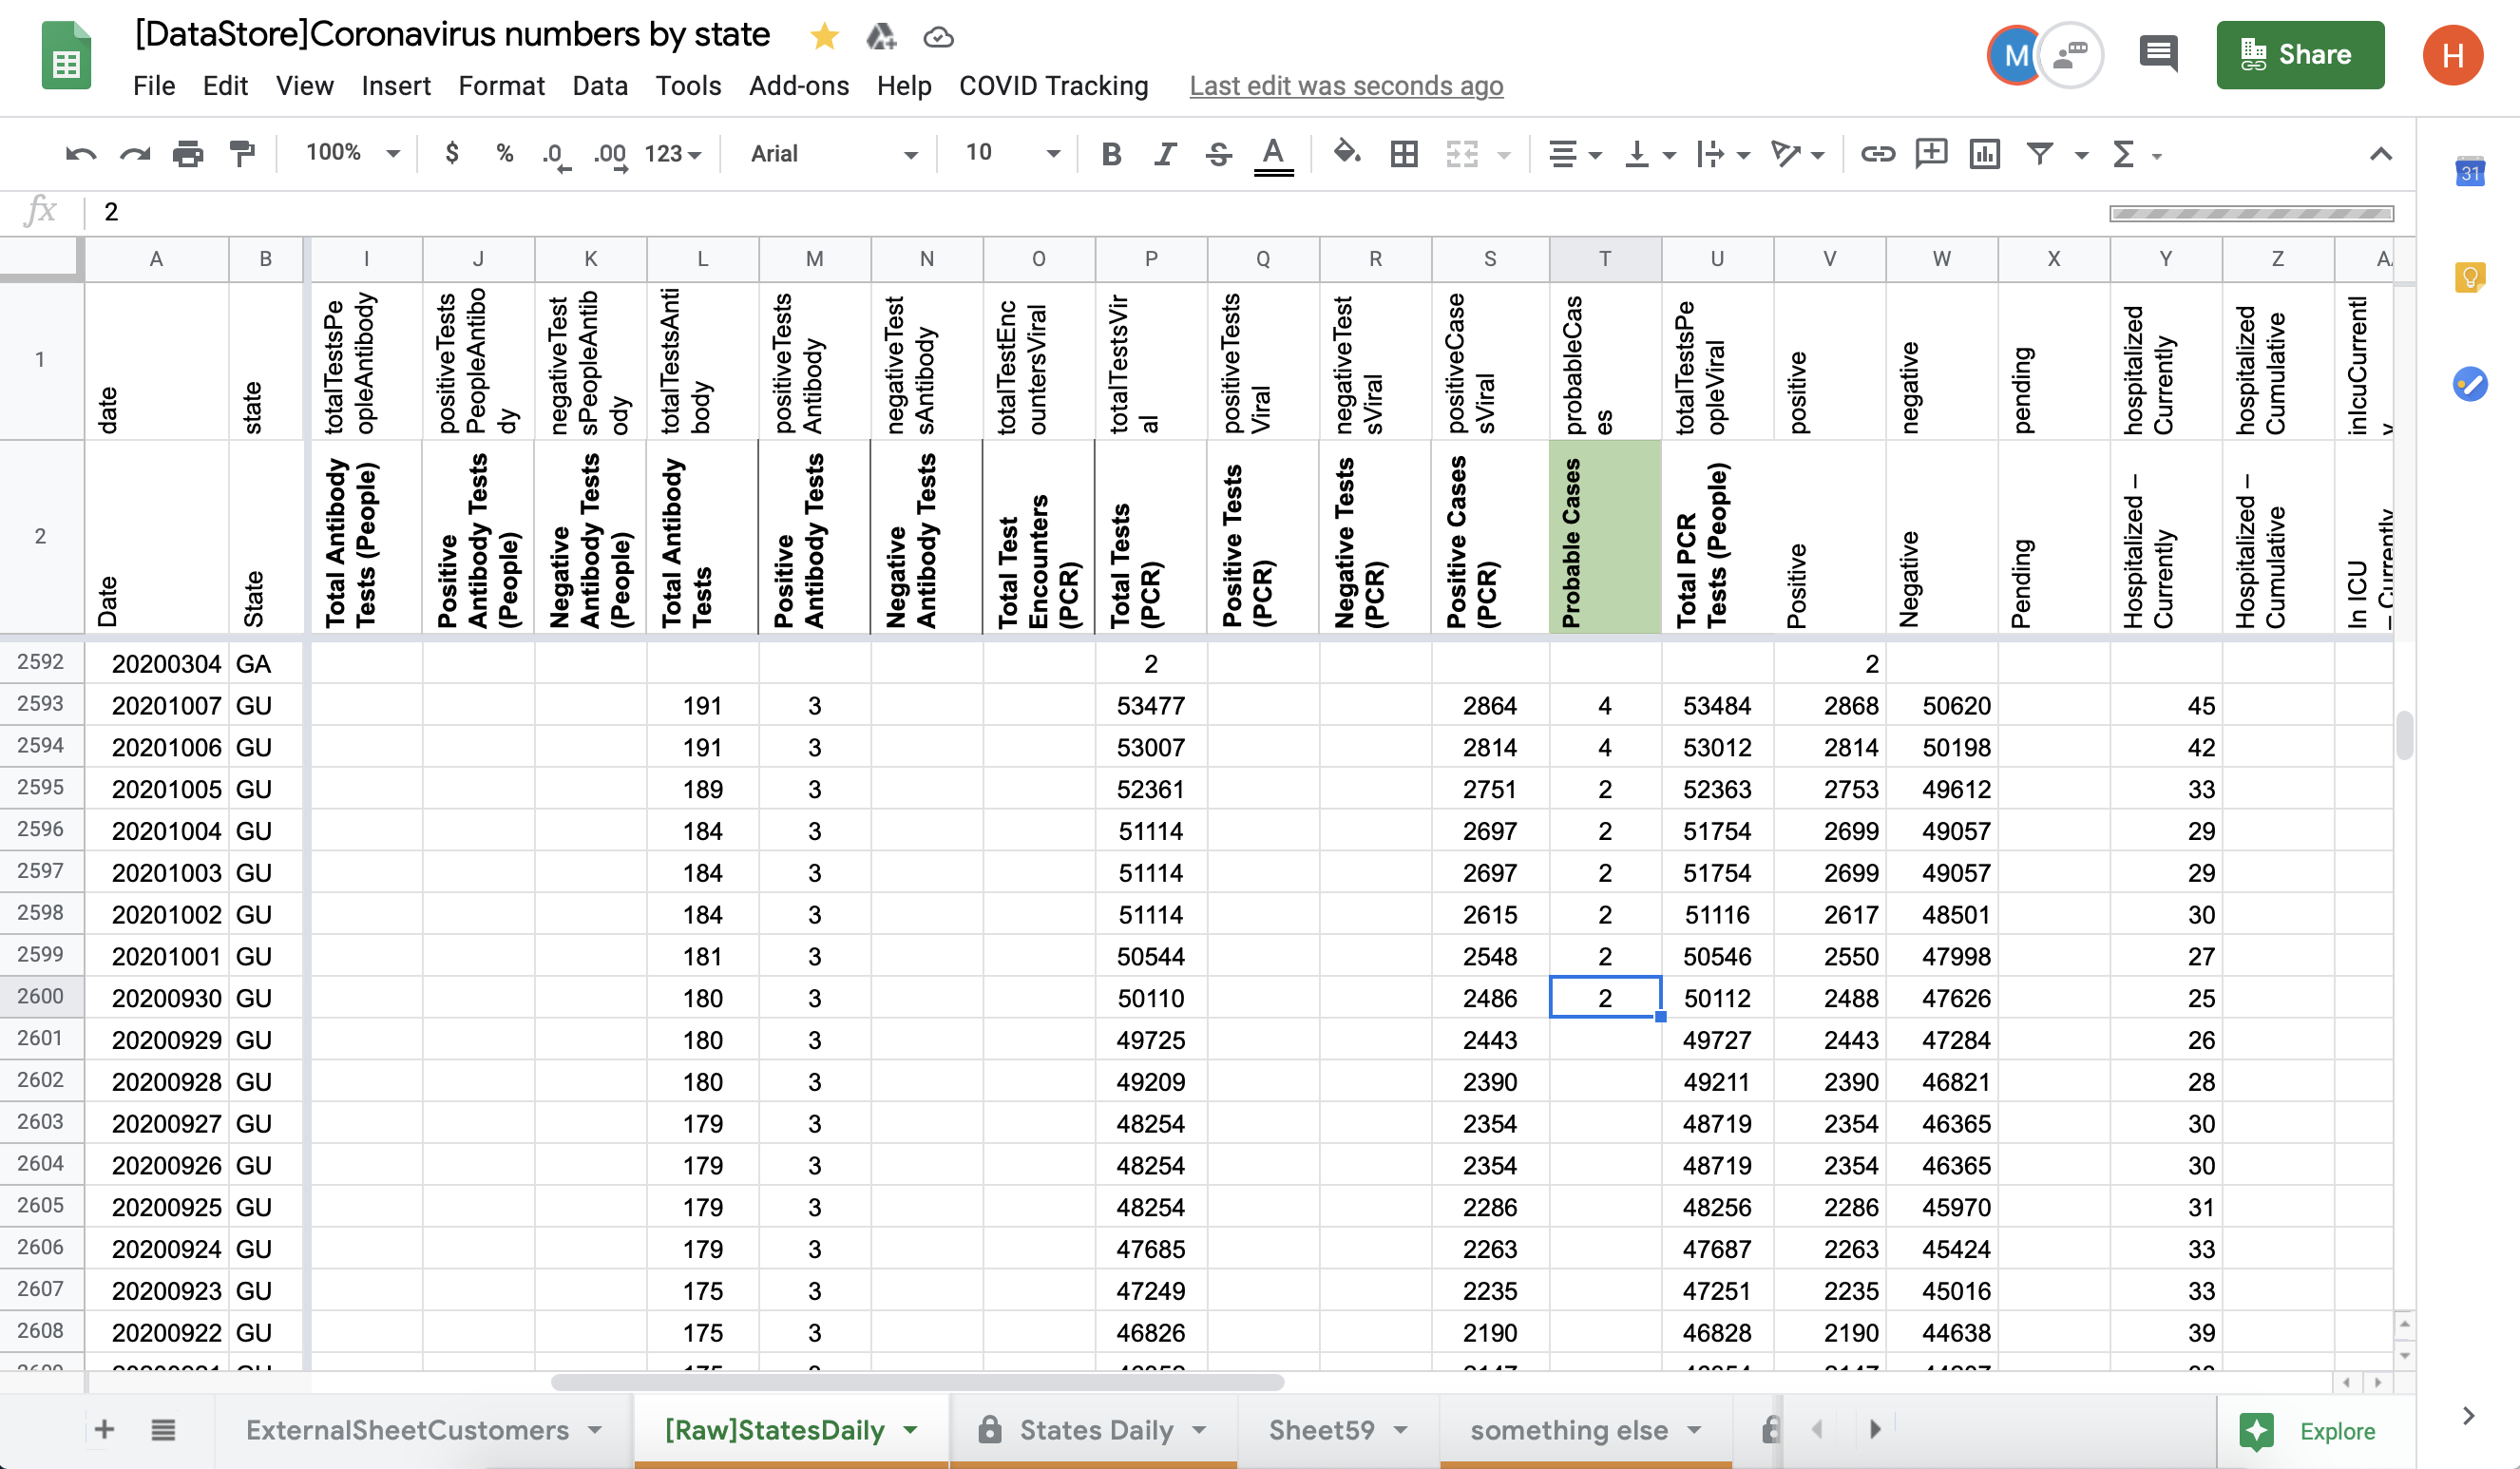 [DataStore]Coronavirus numbers by state
M
Share
H
File Edit View Insert Format Data Tools Add-ons Help COVID Tracking Last edit was seconds ago
100% $ % .0 .00 123 Arial 10 B I S A Σ
31
fx 2
A B I J K L M N O P Q R S T U V W X Y Z
1 date state totalTestsPeopleAntibody positiveTestsPeopleAntibody negativeTestsPeopleAntibody totalTestsAntibody positiveTestsAntibody negativeTestsAntibody totalTestEncountersViral totalTestsViral positiveTestsViral negativeTestsViral positiveCasesViral probableCases totalTestsPeopleViral positive negative pending hospitalizedCurrently hospitalizedCumulative inIcuCurrently
2 Date State Total Antibody Tests (People) Positive Antibody Tests (People) Negative Antibody Tests (People) Total Antibody Tests Positive Antibody Tests Negative Antibody Tests Total Test Encounters (PCR) Total Tests (PCR) Positive Tests (PCR) Negative Tests (PCR) Positive Cases (PCR) Probable Cases Total PCR Tests (People) Positive Negative Pending Hospitalized – Currently Hospitalized – Cumulative In ICU – Currently
2592 20200304 GA 2 2
2593 20201007 GU 191 3 53477 2864 4 53484 2868 50620 45
2594 20201006 GU 191 3 53007 2814 4 53012 2814 50198 42
2595 20201005 GU 189 3 52361 2751 2 52363 2753 49612 33
2596 20201004 GU 184 3 51114 2697 2 51754 2699 49057 29
2597 20201003 GU 184 3 51114 2697 2 51754 2699 49057 29
2598 20201002 GU 184 3 51114 2615 2 51116 2617 48501 30
2599 20201001 GU 181 3 50544 2548 2 50546 2550 47998 27
2600 20200930 GU 180 3 50110 2486 2 50112 2488 47626 25
2601 20200929 GU 180 3 49725 2443 49727 2443 47284 26
2602 20200928 GU 180 3 49209 2390 49211 2390 46821 28
2603 20200927 GU 179 3 48254 2354 48719 2354 46365 30
2604 20200926 GU 179 3 48254 2354 48719 2354 46365 30
2605 20200925 GU 179 3 48254 2286 48256 2286 45970 31
2606 20200924 GU 179 3 47685 2263 47687 2263 45424 33
2607 20200923 GU 175 3 47249 2235 47251 2235 45016 33
2608 20200922 GU 175 3 46826 2190 46828 2190 44638 39
ExternalSheetCustomers [Raw]StatesDaily States Daily Sheet59 something else Explore